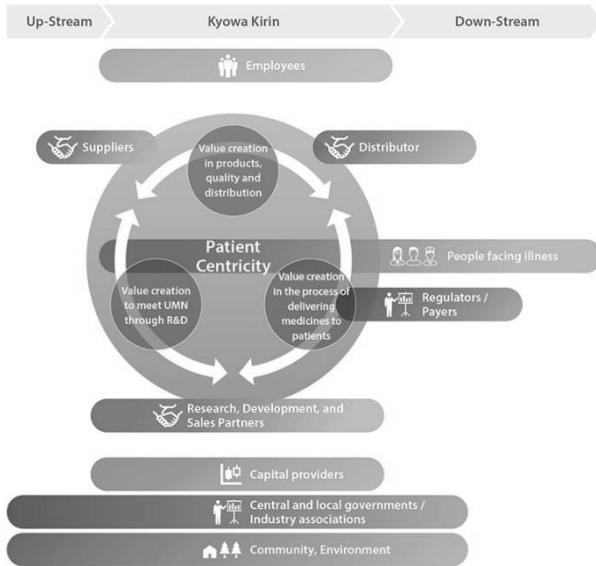 Up-Stream
Kyowa Kirin
Down-Stream
Employees
Suppliers
Value creation
in products,
quality and
distribution
Distributor
Patient
Centricity
People facing illness
Value creation
to meet UMN
through R&D
Value creation
in the process of
delivering
medicines to
patients
Regulators /
Payers
Research, Development, and
Sales Partners
Capital providers
Central and local governments /
Industry associations
Community, Environment